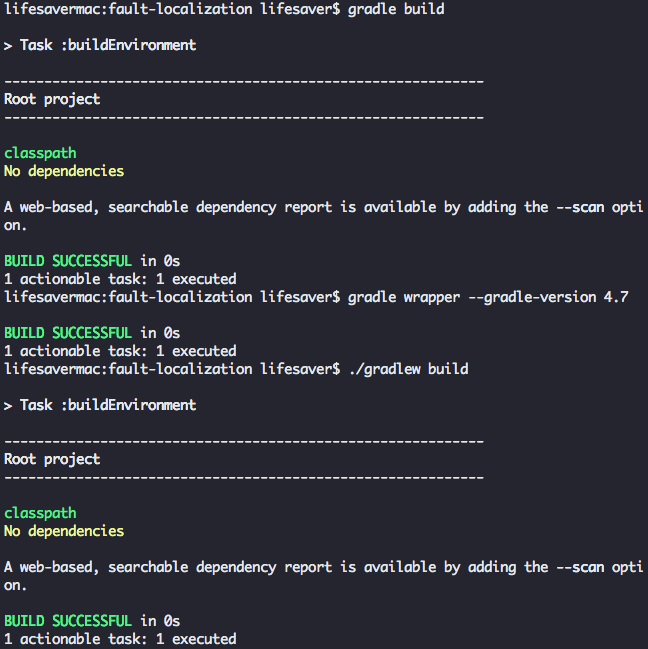 lifesavermac:fault-localization lifesaver$ gradle build
> Task :buildEnvironment
------------------------------------------------------------
Root project
------------------------------------------------------------
classpath
No dependencies
A web-based, searchable dependency report is available by adding the --scan opti
on.
BUILD SUCCESSFUL in 0s
1 actionable task: 1 executed
lifesavermac:fault-localization lifesaver$ gradle wrapper --gradle-version 4.7
BUILD SUCCESSFUL in 0s
1 actionable task: 1 executed
lifesavermac:fault-localization lifesaver$ ./gradlew build
> Task :buildEnvironment
------------------------------------------------------------
Root project
------------------------------------------------------------
classpath
No dependencies
A web-based, searchable dependency report is available by adding the --scan opti
on.
BUILD SUCCESSFUL in 0s
1 actionable task: 1 executed